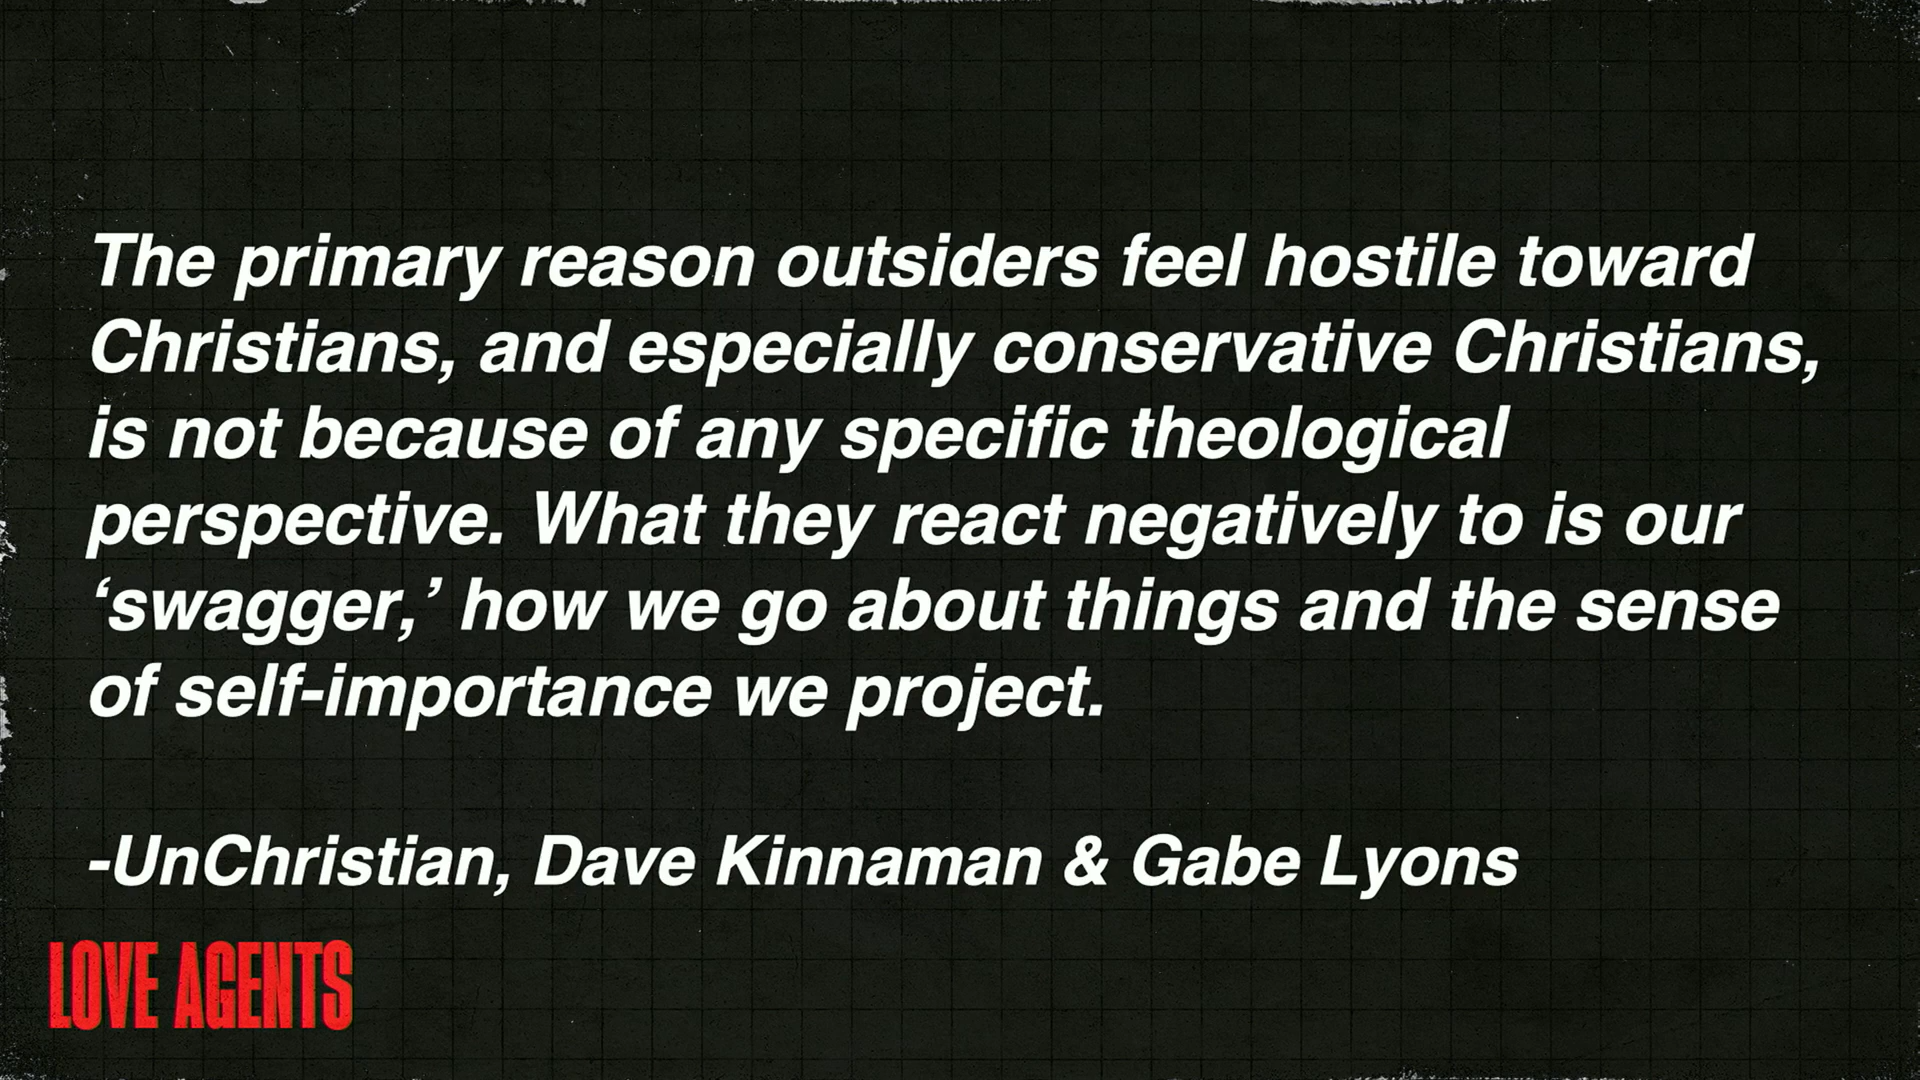 The primary reason outsiders feel hostile toward
Christians, and especially conservative Christians,
is not because of any specific theological
perspective. What they react negatively to is our
‘swagger,’ how we go about things and the sense
of self-importance we project.
-UnChristian, Dave Kinnaman & Gabe Lyons
LOVE AGENTS